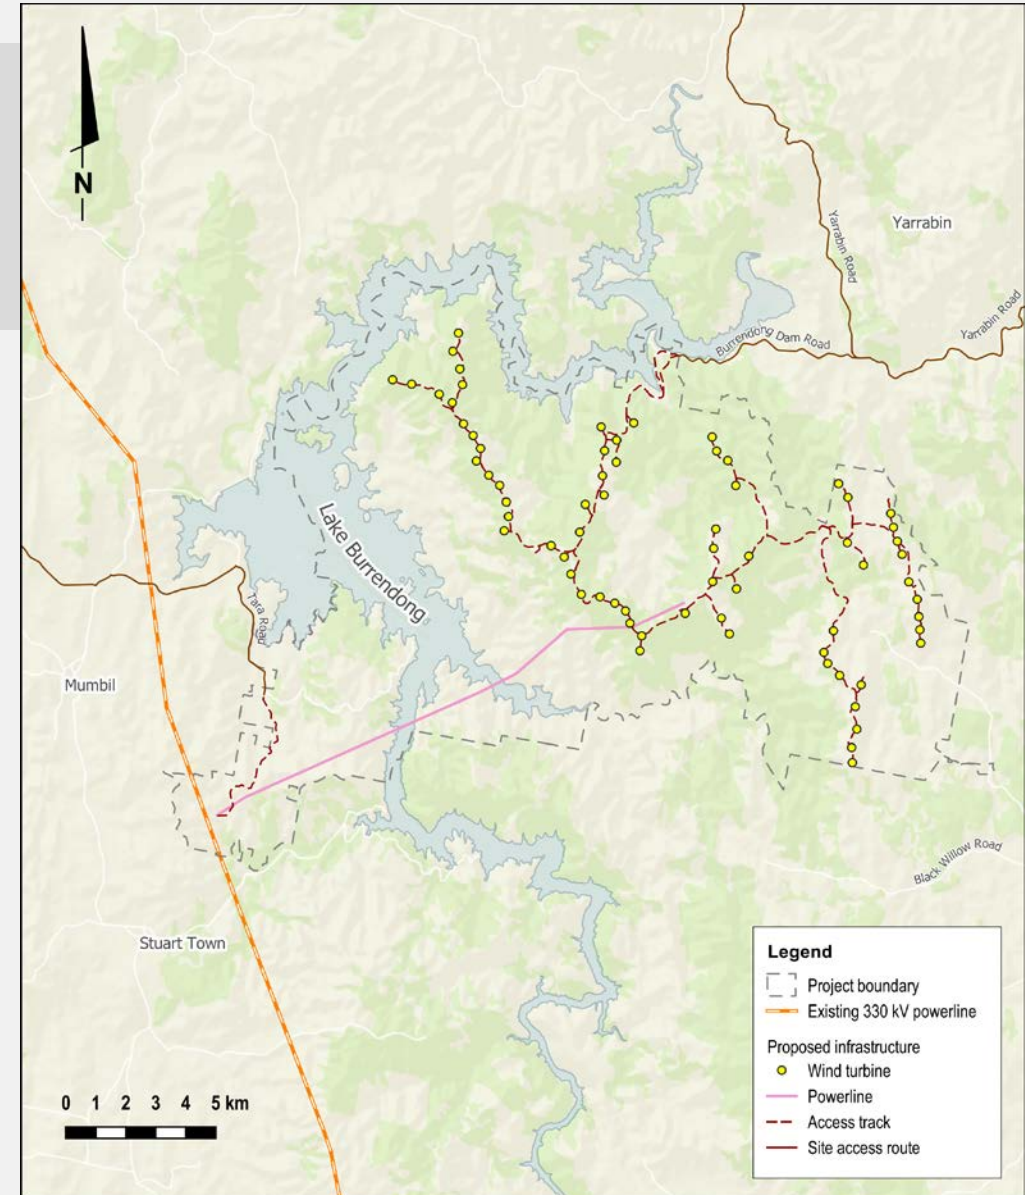 N
Yarrabin
Yarrabin Road
Yarrabin Road
Burrendong Dam Road
Lake Burrendong
Tara Road
Mumbil
Black Willow Road
Stuart Town
Legend
Project boundary
Existing 330 kV powerline
Proposed infrastructure
Wind turbine
Powerline
Access track
Site access route
0 1 2 3 4 5 km